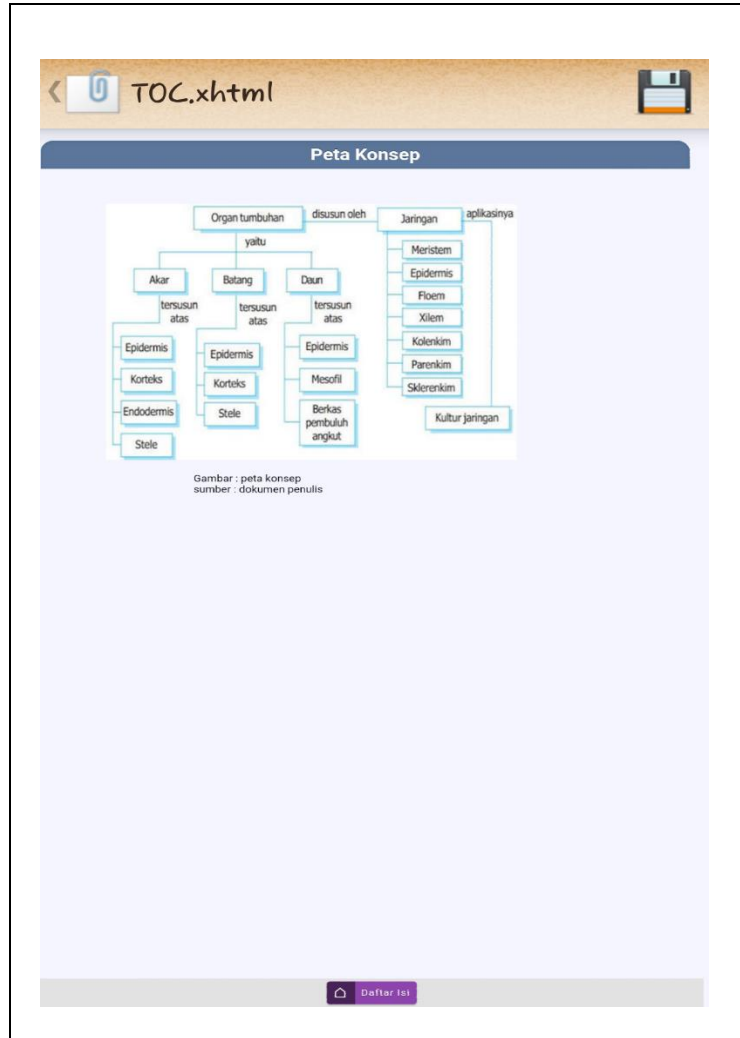 TOC.xhtml
Peta Konsep
Organ tumbuhan
disusun oleh
Jaringan
aplikasinya
yaitu
Akar
Batang
Daun
tersusun
atas
tersusun
atas
tersusun
atas
Epidermis
Korteks
Endodermis
Stele
Epidermis
Korteks
Stele
Epidermis
Mesofil
Berkas
pembuluh
angkut
Meristem
Epidermis
Floem
Xilem
Kolenkim
Parenkim
Sklerenkim
Kultur jaringan
Gambar : peta konsep
sumber : dokumen penulis
Daftar Isi